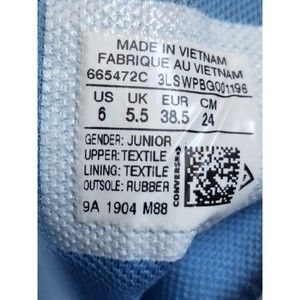 MADE IN VIETNAM
FABRIQUE AU VIETNAM
665472C 3LSWPBGQ01196
US UK EUR CM
6 5.5 38.5 24
GENDER: JUNIOR
UPPER: TEXTILE
LINING: TEXTILE
OUTSOLE: RUBBER
CONVERSE®
9A 1904 M88